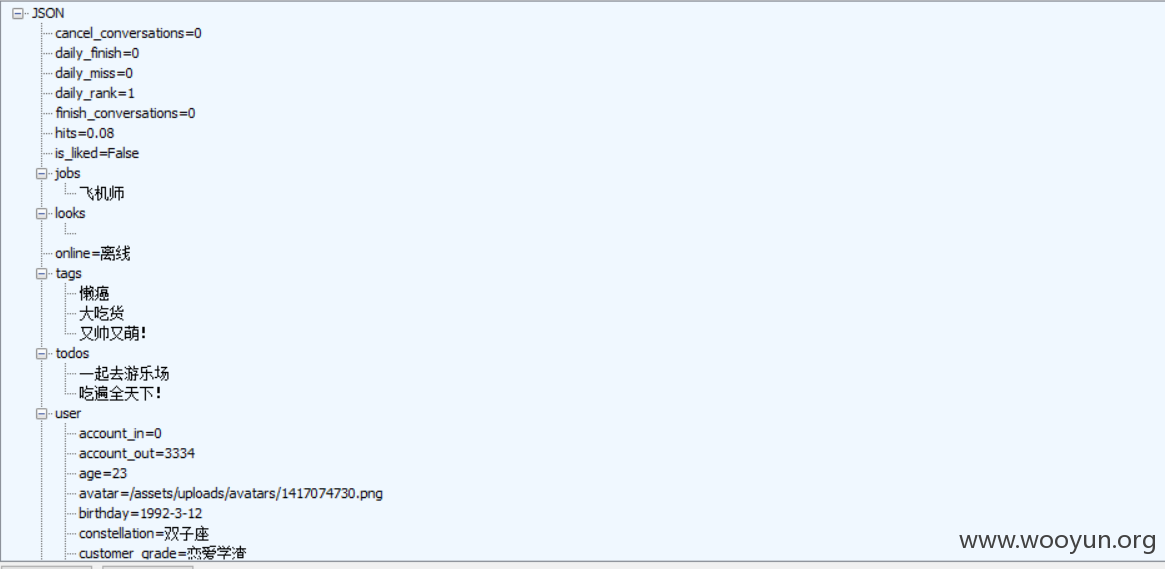 JSON
cancel_conversations=0
daily_finish=0
daily_miss=0
daily_rank=1
finish_conversations=0
hits=0.08
is_liked=False
jobs
飞机师
looks
online=离线
tags
懒癌
大吃货
又帅又萌!
todos
一起去游乐场
吃遍全天下!
user
account_in=0
account_out=3334
age=23
avatar=/assets/uploads/avatars/1417074730.png
birthday=1992-3-12
constellation=双子座
customer_grade=恋爱学渣
www.wooyun.org